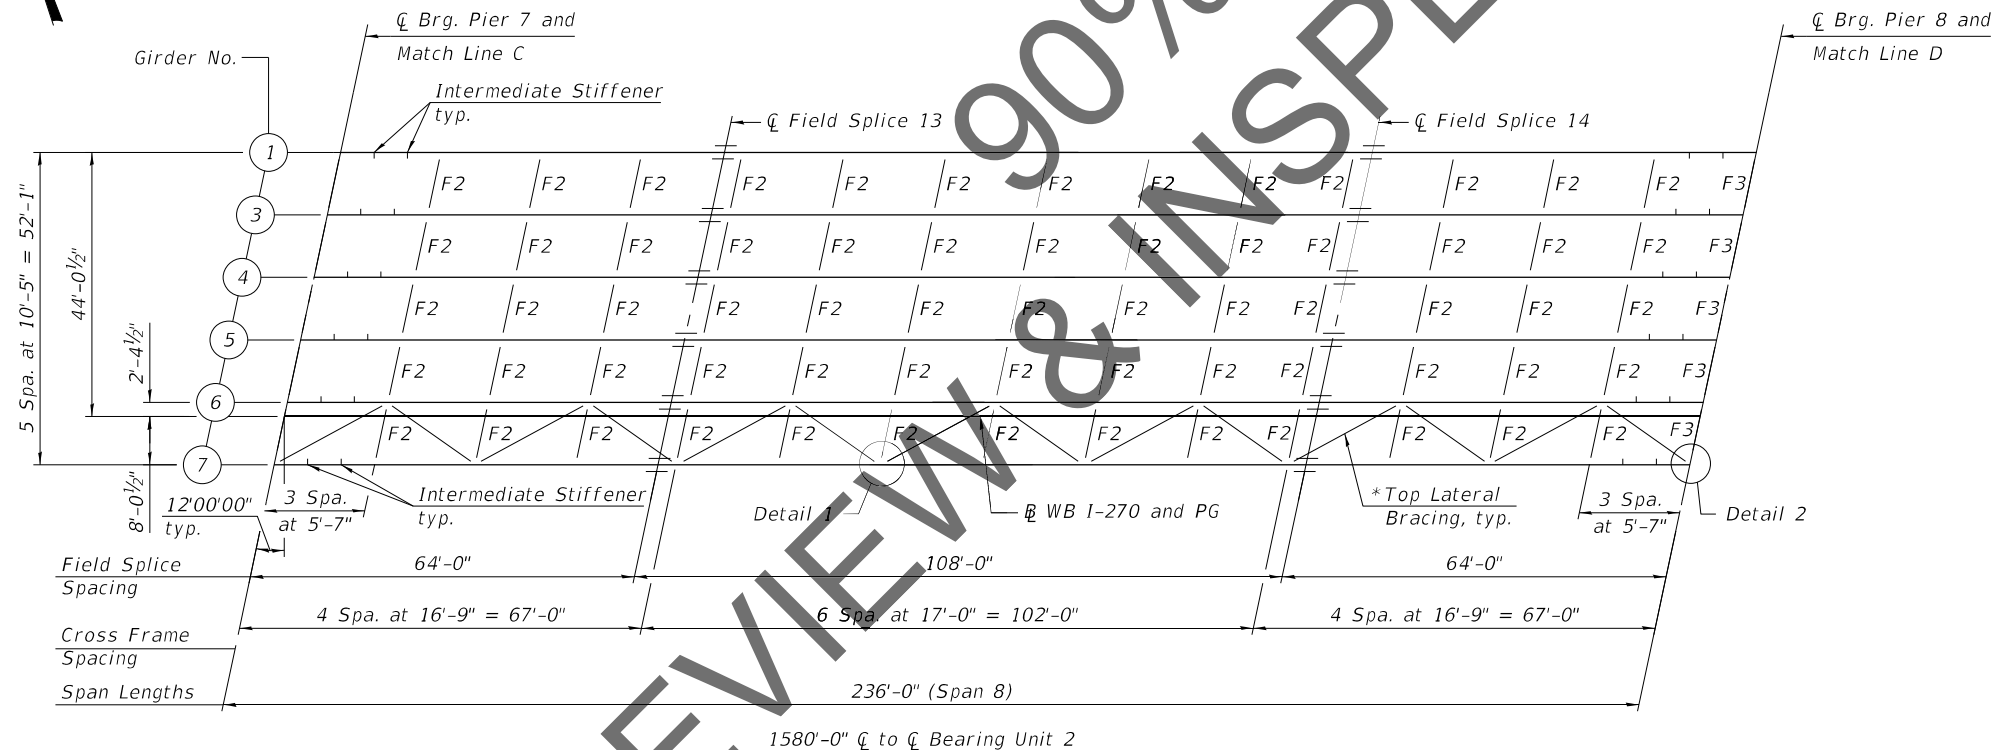 ℄ Brg. Pier 7 and
Match Line C
℄ Brg. Pier 8 and
Match Line D
Girder No.
Intermediate Stiffener
typ.
℄ Field Splice 13
℄ Field Splice 14
90%
REVIEW & INSPE
1
F2 F2 F2 F2 F2 F2 F2 F2 F2 F2 F2 F2 F2 F3
3
F2 F2 F2 F2 F2 F2 F2 F2 F2 F2 F2 F2 F2 F3
4
F2 F2 F2 F2 F2 F2 F2 F2 F2 F2 F2 F2 F2 F3
5
F2 F2 F2 F2 F2 F2 F2 F2 F2 F2 F2 F2 F2 F3
6
F2 F2 F2 F2 F2 F2 F2 F2 F2 F2 F2 F2 F2 F3
7
5 Spa. at 10'-5" = 52'-1"
44'-0½"
2'-4½"
8'-0½"
12°00'00"
typ.
3 Spa.
at 5'-7"
Intermediate Stiffener
typ.
Detail 1
℄ WB I-270 and PG
*Top Lateral
Bracing, typ.
3 Spa.
at 5'-7"
Detail 2
Field Splice
Spacing
64'-0"
108'-0"
64'-0"
Cross Frame
Spacing
4 Spa. at 16'-9" = 67'-0"
6 Spa. at 17'-0" = 102'-0"
4 Spa. at 16'-9" = 67'-0"
Span Lengths
236'-0" (Span 8)
1580'-0" ℄ to ℄ Bearing Unit 2